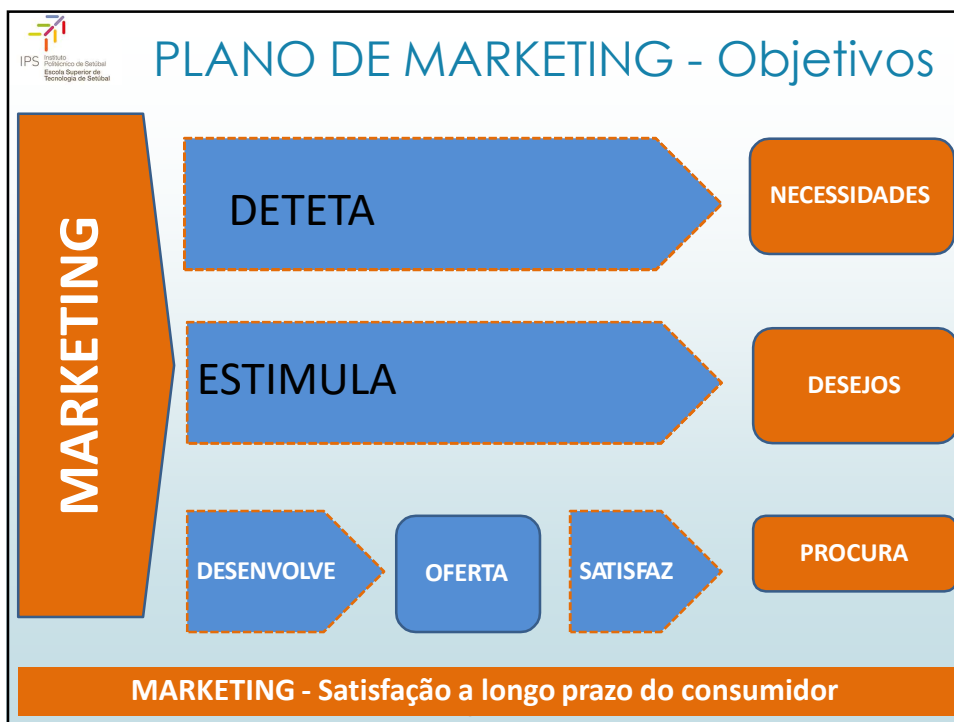 IPS Instituto
Politécnico de Setúbal
Escola Superior de
Tecnologia de Setúbal
PLANO DE MARKETING - Objetivos
MARKETING
DETETA
NECESSIDADES
ESTIMULA
DESEJOS
DESENVOLVE
OFERTA
SATISFAZ
PROCURA
MARKETING - Satisfação a longo prazo do consumidor